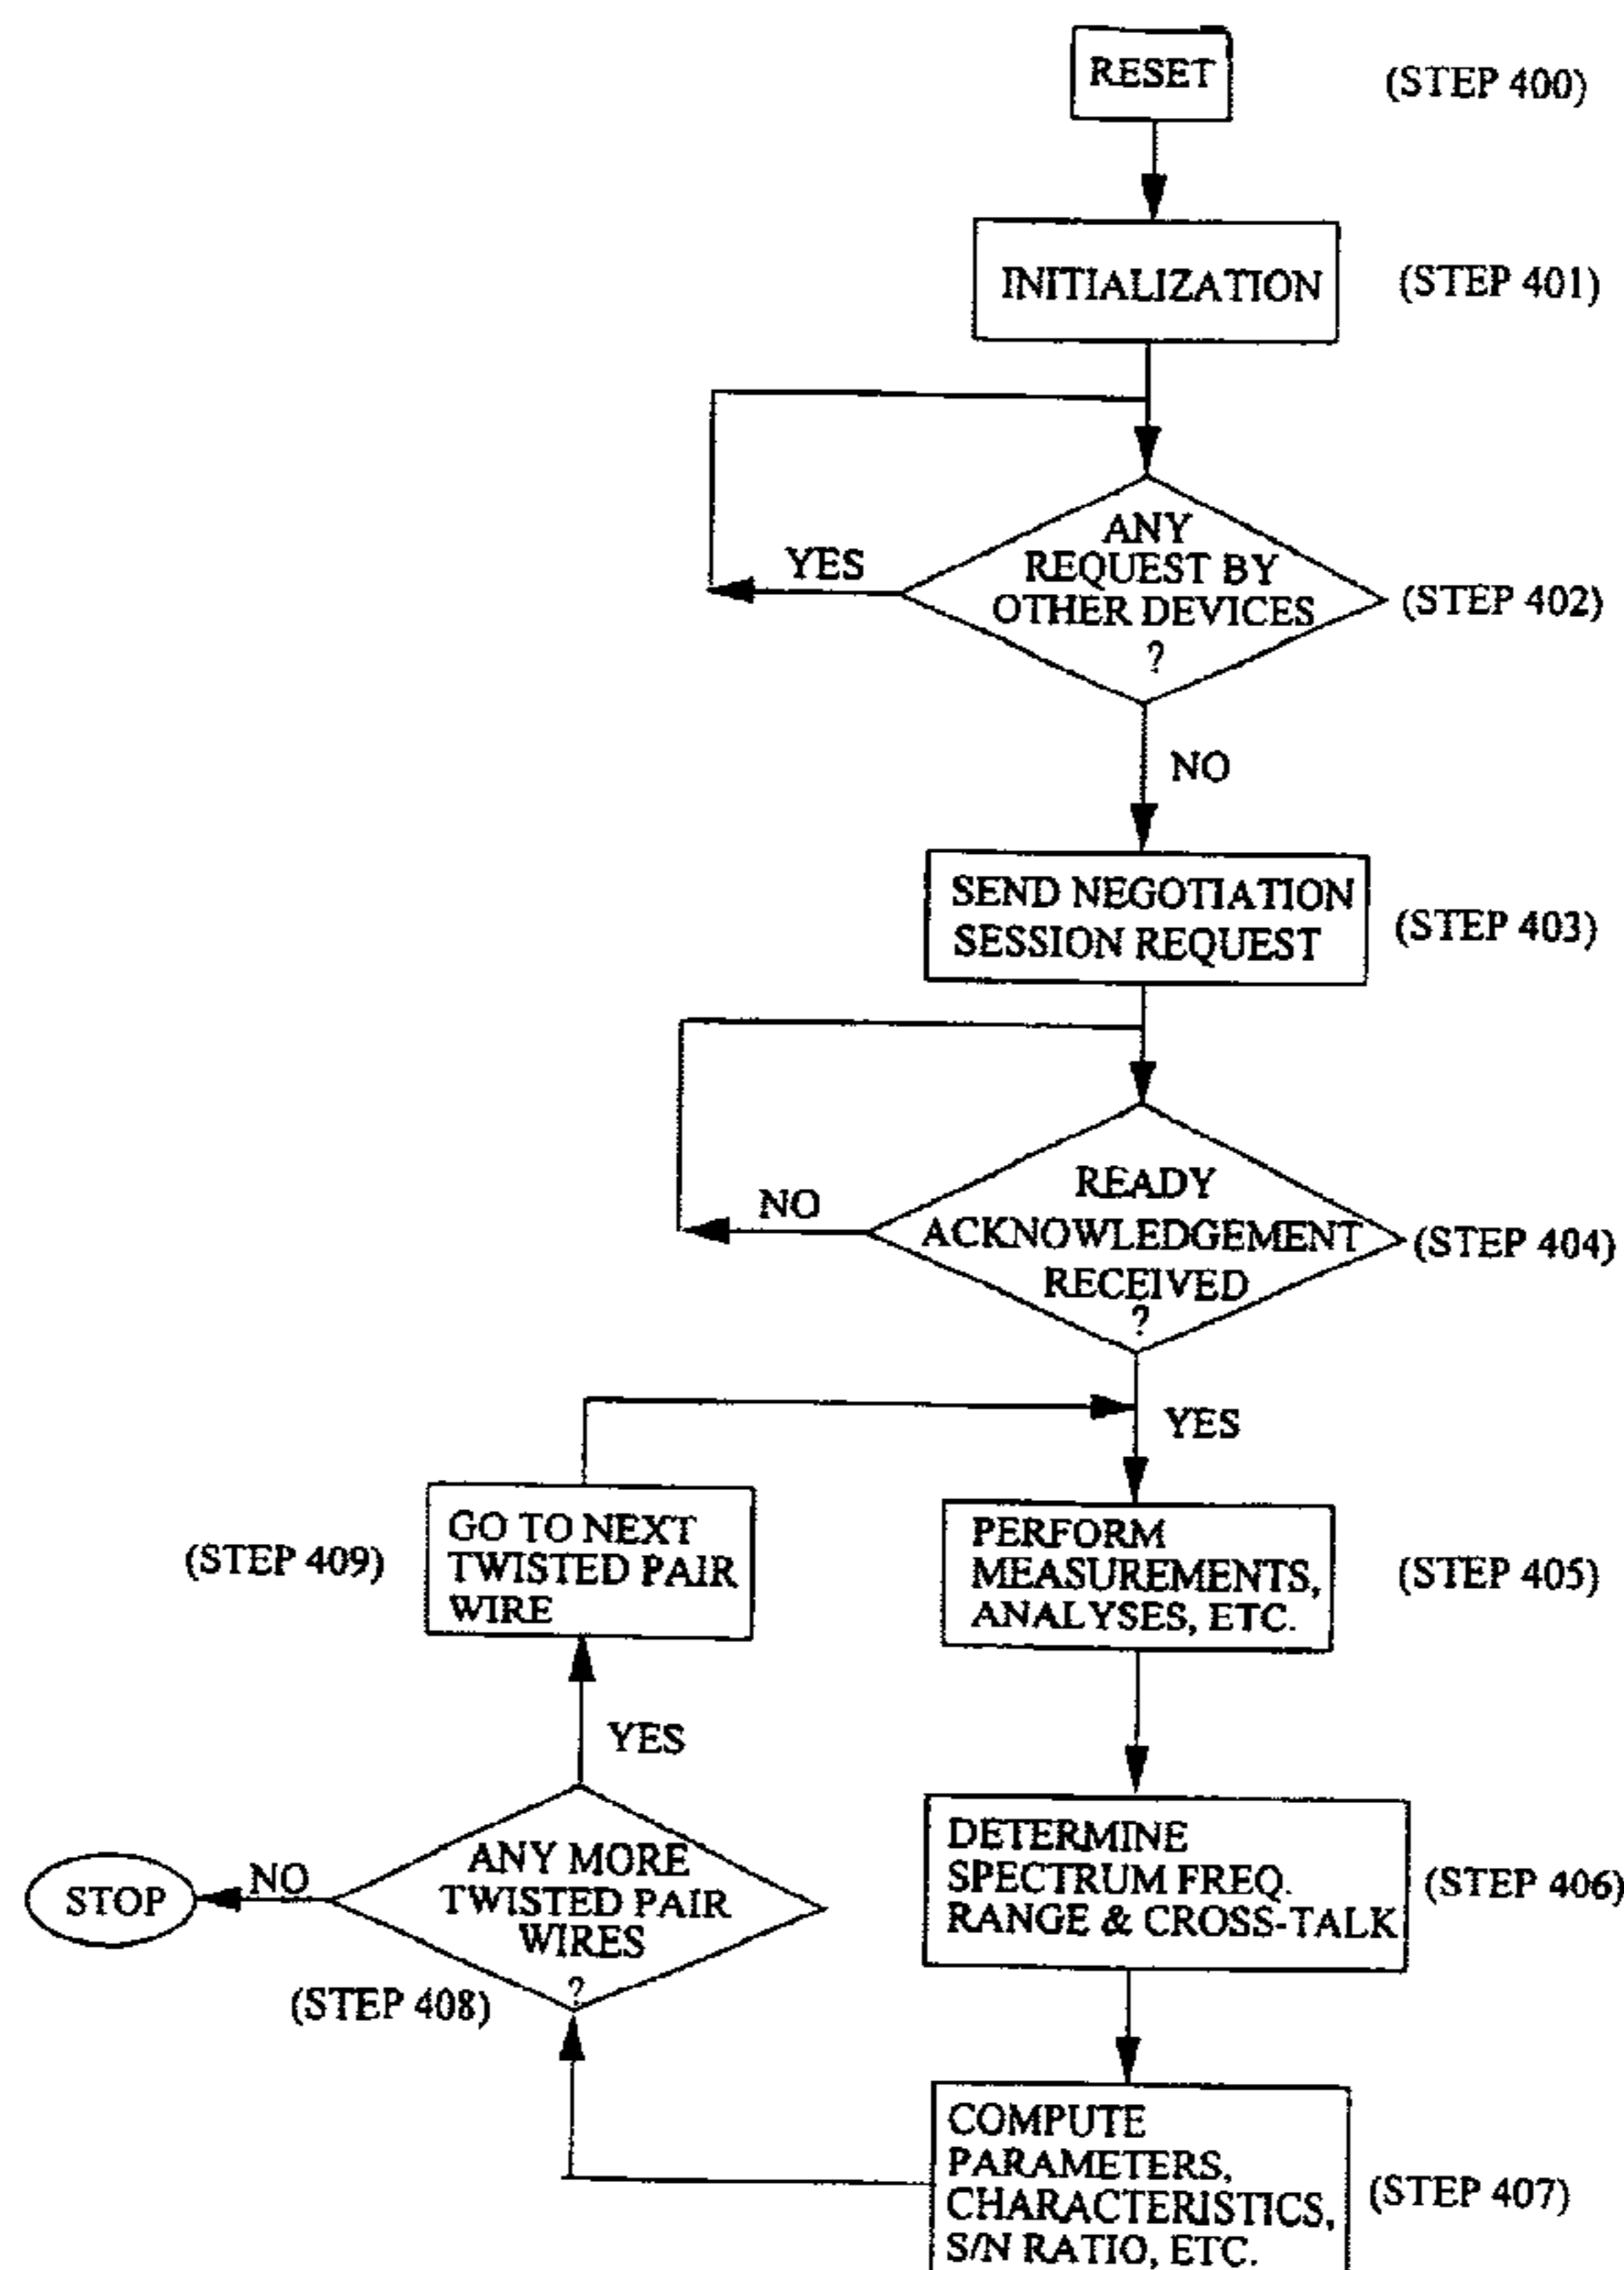 RESET
(STEP 400)
INITIALIZATION
(STEP 401)
ANY
REQUEST BY
OTHER DEVICES
?
(STEP 402)
YES
NO
SEND NEGOTIATION
SESSION REQUEST
(STEP 403)
READY
ACKNOWLEDGEMENT
RECEIVED
?
(STEP 404)
NO
YES
GO TO NEXT
TWISTED PAIR
WIRE
(STEP 409)
PERFORM
MEASUREMENTS,
ANALYSES, ETC.
(STEP 405)
YES
DETERMINE
SPECTRUM FREQ.
RANGE & CROSS-TALK
(STEP 406)
ANY MORE
TWISTED PAIR
WIRES
?
(STEP 408)
NO
STOP
COMPUTE
PARAMETERS,
CHARACTERISTICS,
S/N RATIO, ETC.
(STEP 407)